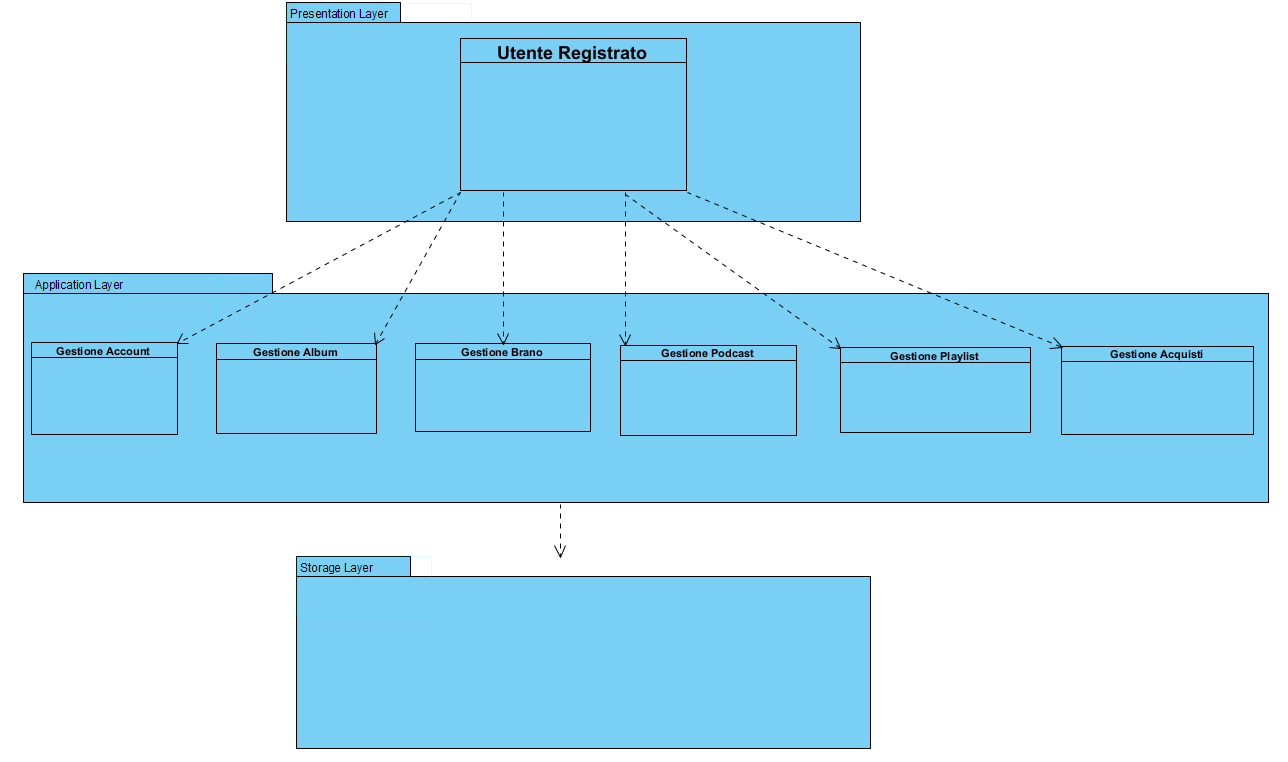 Presentation Layer
Utente Registrato
Application Layer
Gestione Account
Gestione Album
Gestione Brano
Gestione Podcast
Gestione Playlist
Gestione Acquisti
Storage Layer